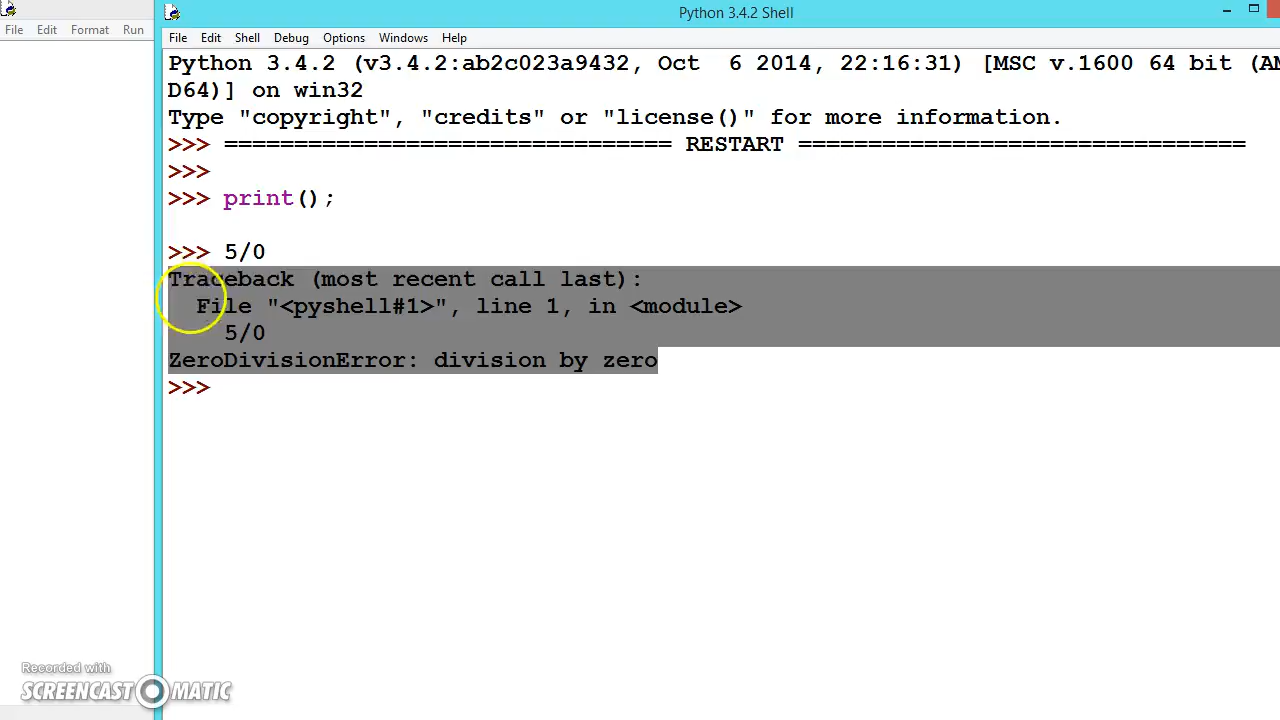 File Edit Format Run
Python 3.4.2 Shell
File Edit Shell Debug Options Windows Help
Python 3.4.2 (v3.4.2:ab2c023a9432, Oct  6 2014, 22:16:31) [MSC v.1600 64 bit (AM
D64)] on win32
Type "copyright", "credits" or "license()" for more information.
>>> ================================ RESTART ================================
>>>
>>> print();
>>> 5/0
Traceback (most recent call last):
  File "<pyshell#1>", line 1, in <module>
    5/0
ZeroDivisionError: division by zero
>>>
Recorded with
SCREENCAST MATIC